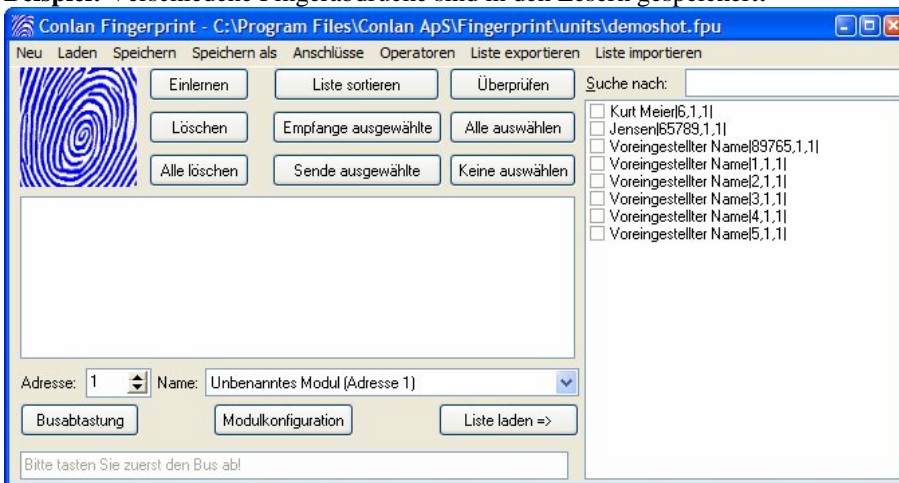 Beispiel: Verschiedene Fingerabdrücke sind in den Lesern gespeichert.
Conlan Fingerprint - C:\Program Files\Conlan ApS\Fingerprint\units\demoshot.fpu
Neu Laden Speichern Speichern als Anschlüsse Operatoren Liste exportieren Liste importieren
Einlernen Liste sortieren Überprüfen Suche nach:
Löschen Empfange ausgewählte Alle auswählen
Alle löschen Sende ausgewählte Keine auswählen
Kurt Meier|6,1,1|
Jensen|65789,1,1|
Voreingestellter Name|89765,1,1|
Voreingestellter Name|1,1,1|
Voreingestellter Name|2,1,1|
Voreingestellter Name|3,1,1|
Voreingestellter Name|4,1,1|
Voreingestellter Name|5,1,1|
Adresse: 1 Name: Unbenanntes Modul (Adresse 1)
Busabtastung Modulkonfiguration Liste laden =>
Bitte tasten Sie zuerst den Bus ab!